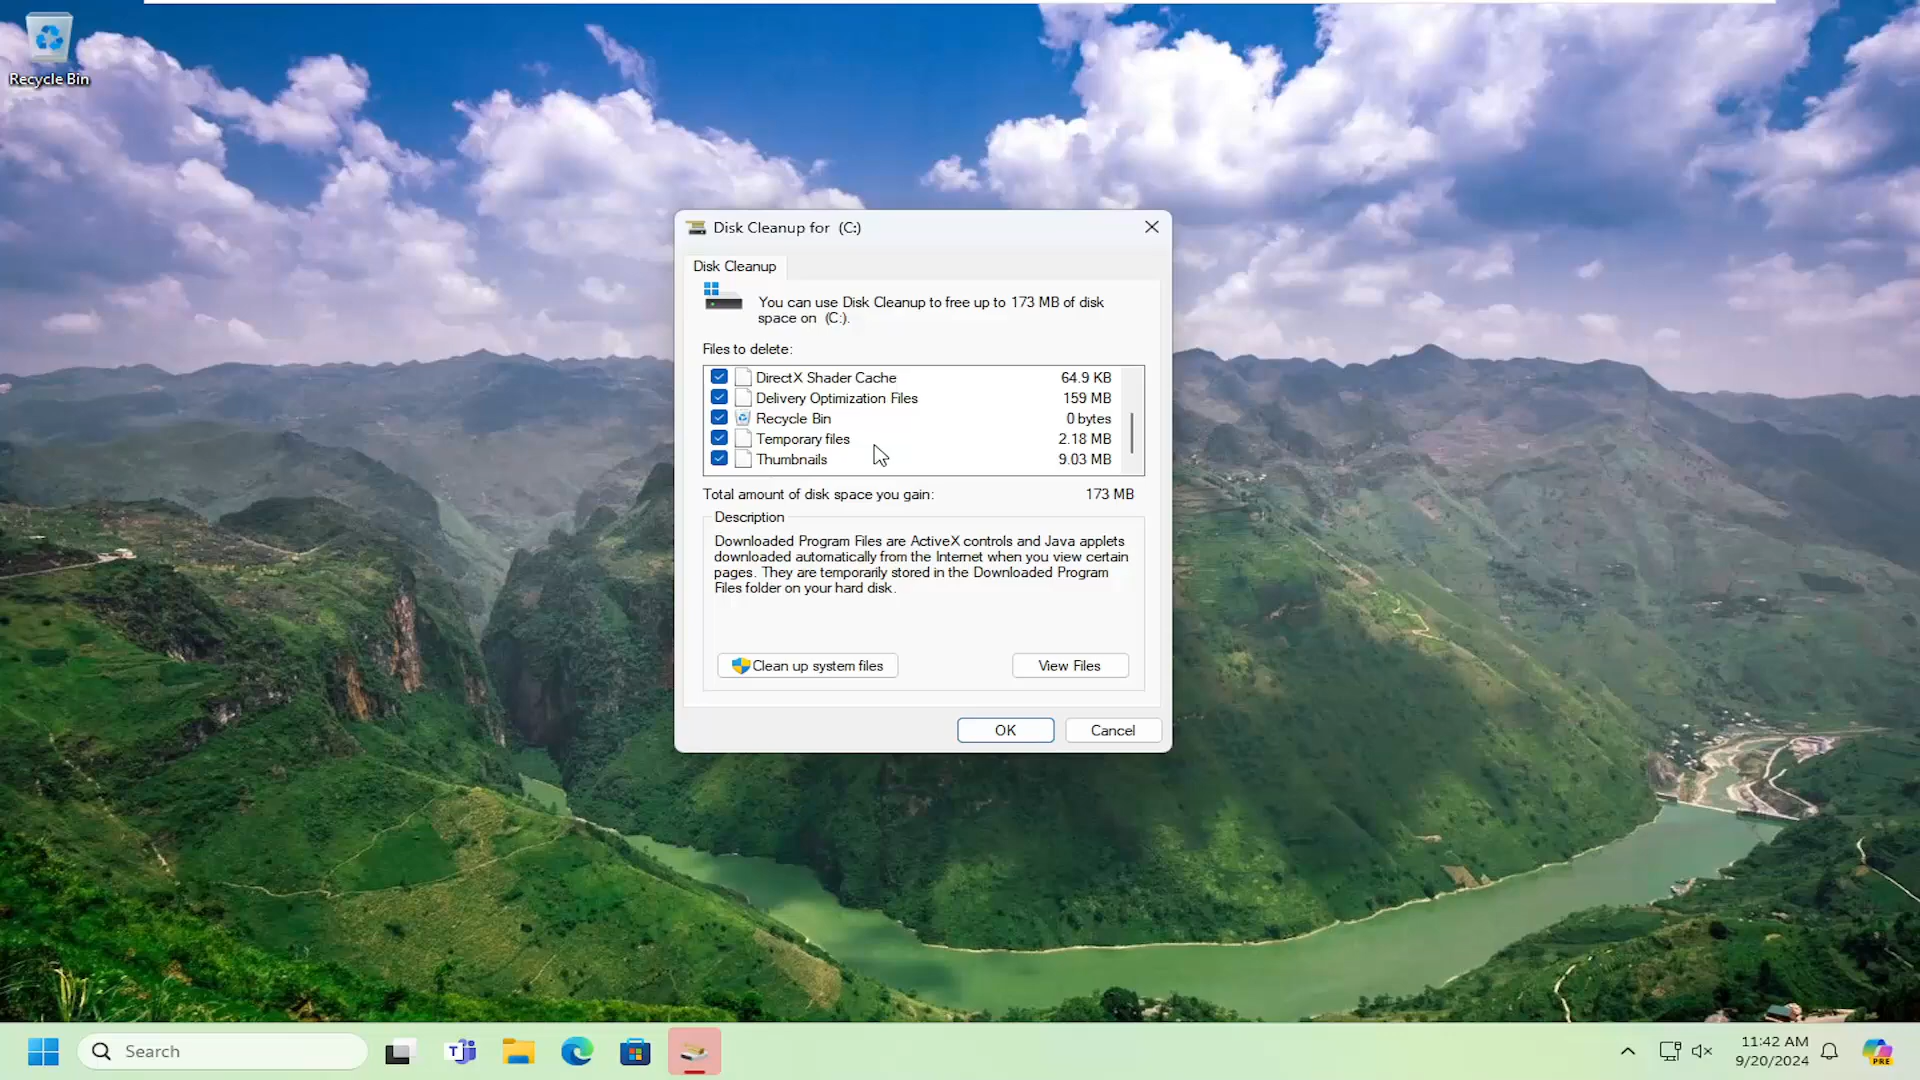 Recycle Bin
Disk Cleanup for (C:)
Disk Cleanup
You can use Disk Cleanup to free up to 173 MB of disk
space on (C:).
Files to delete:
DirectX Shader Cache 64.9 KB
Delivery Optimization Files 159 MB
Recycle Bin 0 bytes
Temporary files 2.18 MB
Thumbnails 9.03 MB
Total amount of disk space you gain: 173 MB
Description
Downloaded Program Files are ActiveX controls and Java applets
downloaded automatically from the Internet when you view certain
pages. They are temporarily stored in the Downloaded Program
Files folder on your hard disk.
Clean up system files View Files
OK Cancel
Search
11:42 AM
9/20/2024
PRE